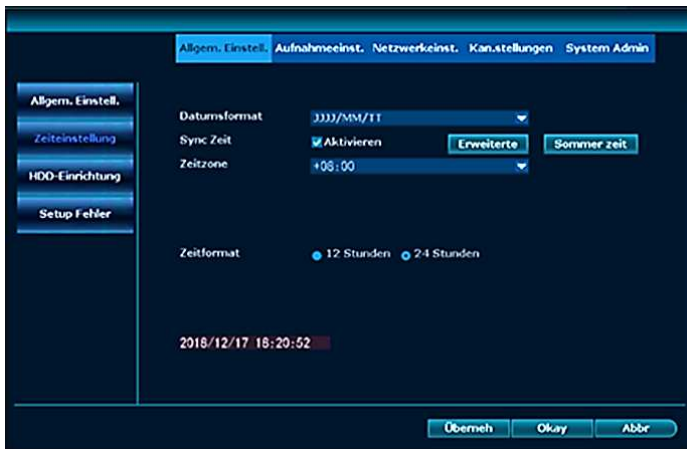 Allgem. Einstell. Aufnahmeeinst. Netzwerkeinst. Kan.stellungen System Admin
Allgem. Einstell.
Zeiteinstellung
HDD-Einrichtung
Setup Fehler
Datumsformat JJJJ/MM/TT
Sync Zeit Aktivieren Erweiterte Sommer zeit
Zeitzone +08:00
Zeitformat 12 Stunden 24 Stunden
2018/12/17 18:20:52
Überneh Okay Abbr